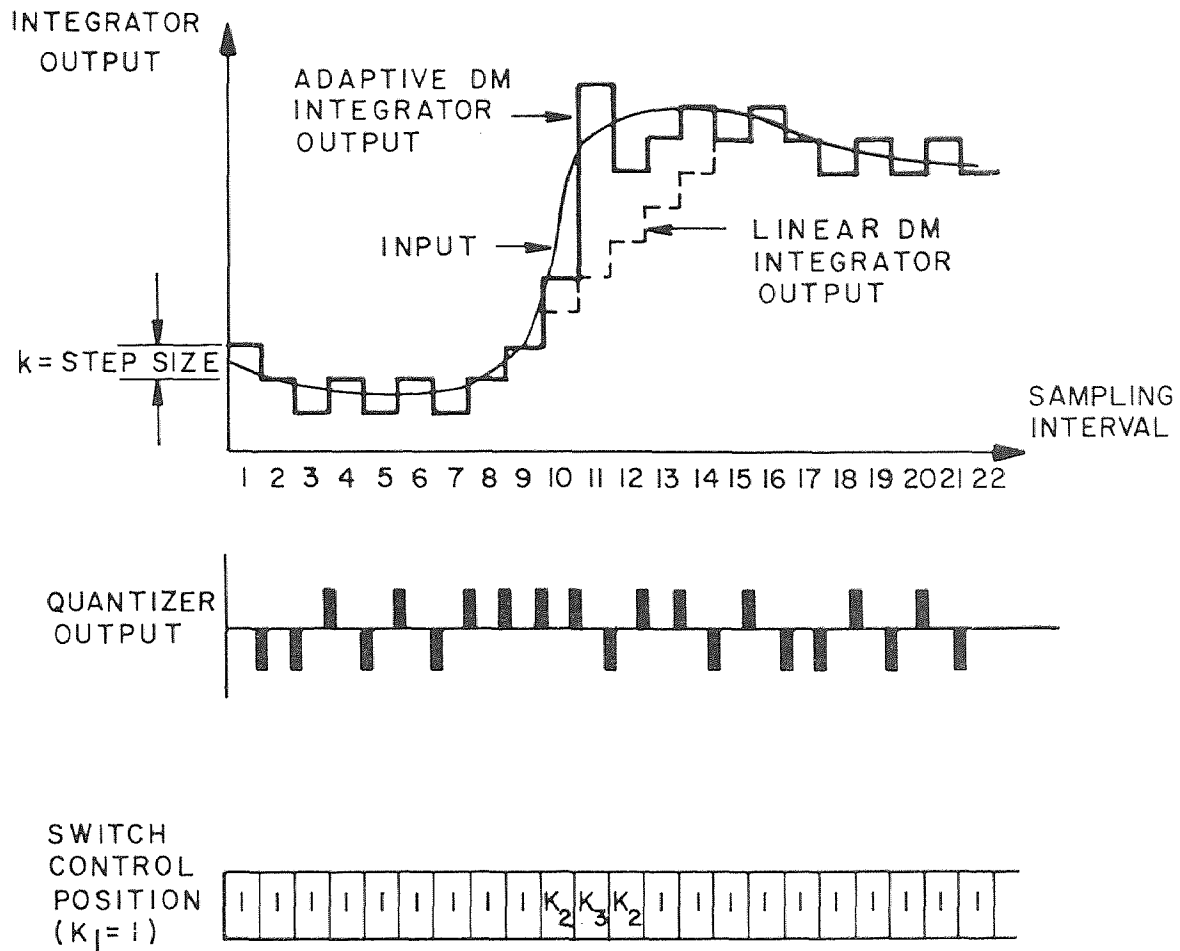 INTEGRATOR
OUTPUT
ADAPTIVE DM
INTEGRATOR
OUTPUT
INPUT
LINEAR DM
INTEGRATOR
OUTPUT
k = STEP SIZE
SAMPLING
INTERVAL
1 2 3 4 5 6 7 8 9 10 11 12 13 14 15 16 17 18 19 20 21 22
QUANTIZER
OUTPUT
SWITCH
CONTROL
POSITION
(K₁ = 1)
1 1 1 1 1 1 1 1 1 K₂ K₃ K₂ 1 1 1 1 1 1 1 1 1 1